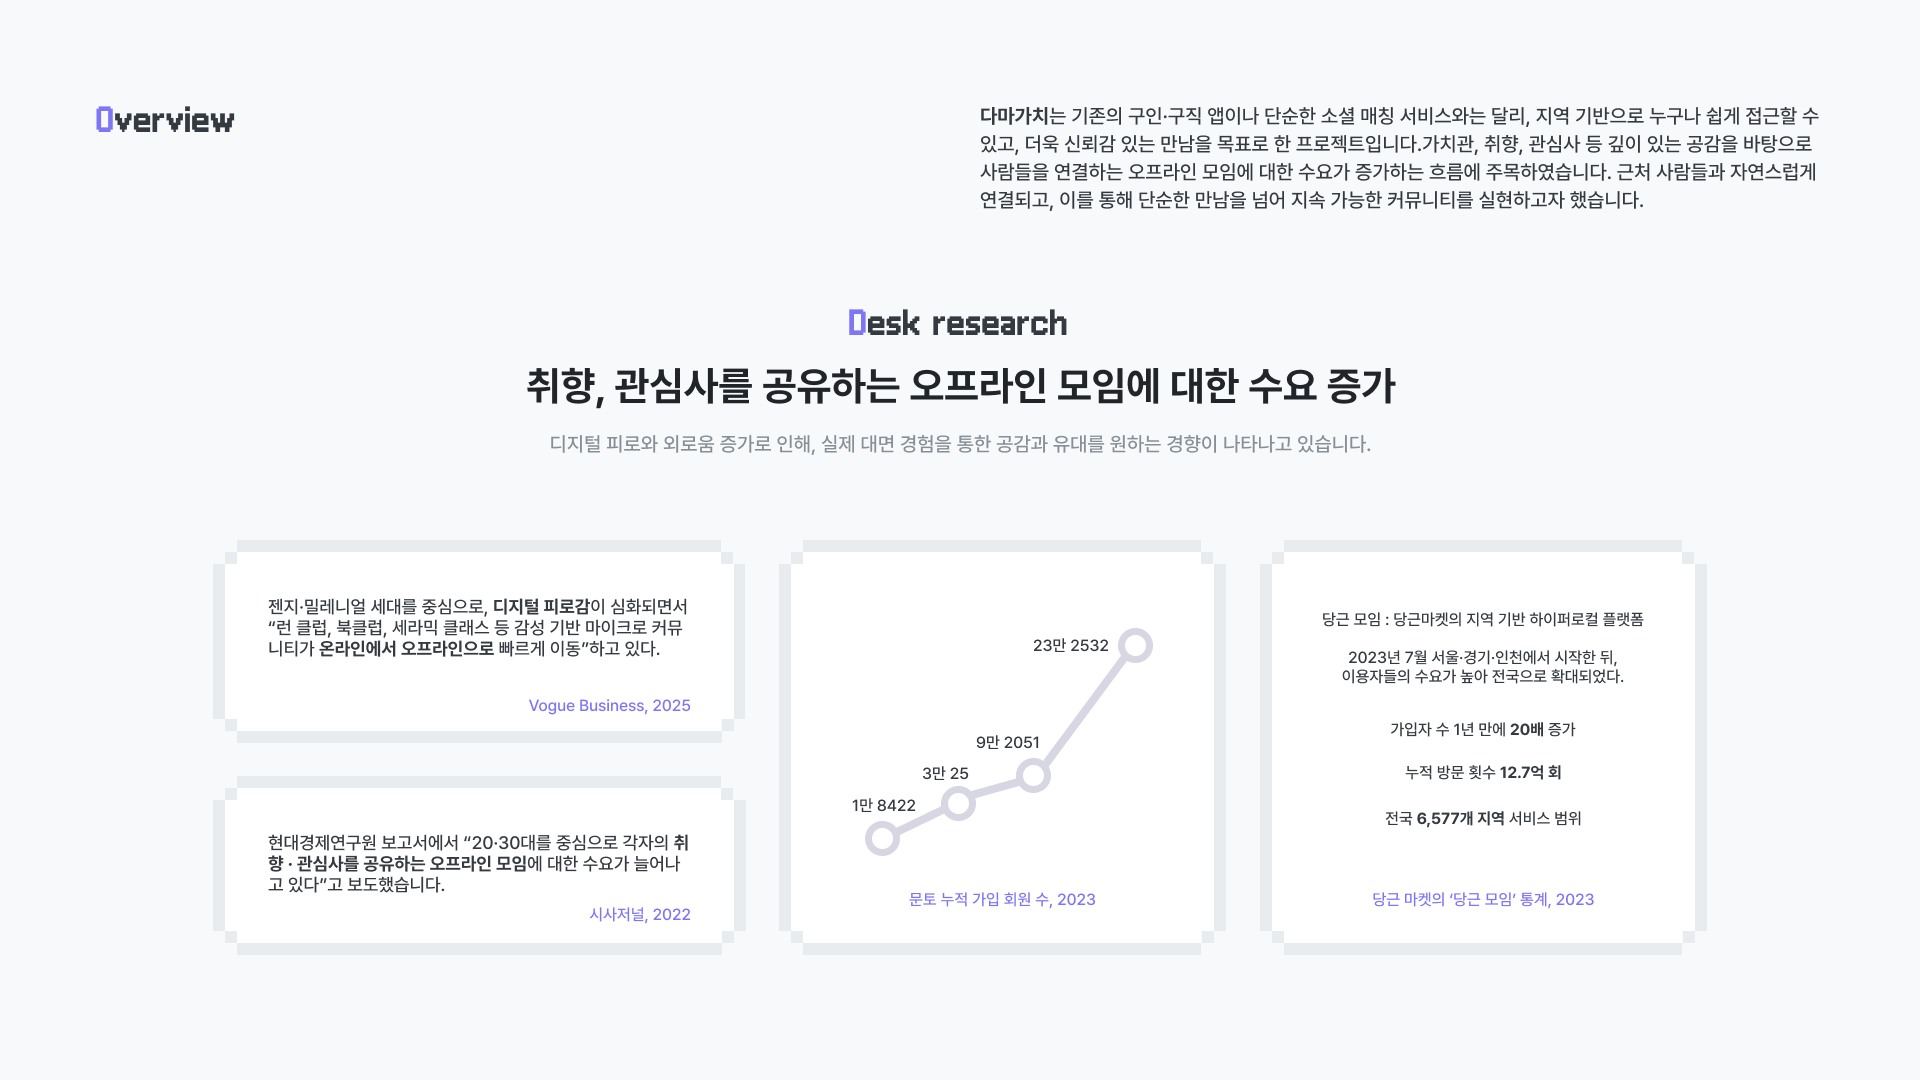 Overview
다마가치는 기존의 구인·구직 앱이나 단순한 소셜 매칭 서비스와는 달리, 지역 기반으로 누구나 쉽게 접근할 수
있고, 더욱 신뢰감 있는 만남을 목표로 한 프로젝트입니다.가치관, 취향, 관심사 등 깊이 있는 공감을 바탕으로
사람들을 연결하는 오프라인 모임에 대한 수요가 증가하는 흐름에 주목하였습니다. 근처 사람들과 자연스럽게
연결되고, 이를 통해 단순한 만남을 넘어 지속 가능한 커뮤니티를 실현하고자 했습니다.
Desk research
취향, 관심사를 공유하는 오프라인 모임에 대한 수요 증가
디지털 피로와 외로움 증가로 인해, 실제 대면 경험을 통한 공감과 유대를 원하는 경향이 나타나고 있습니다.
젠지·밀레니얼 세대를 중심으로, 디지털 피로감이 심화되면서
“런 클럽, 북클럽, 세라믹 클래스 등 감성 기반 마이크로 커뮤
니티가 온라인에서 오프라인으로 빠르게 이동”하고 있다.
Vogue Business, 2025
현대경제연구원 보고서에서 “20·30대를 중심으로 각자의 취
향 · 관심사를 공유하는 오프라인 모임에 대한 수요가 늘어나
고 있다”고 보도했습니다.
시사저널, 2022
23만 2532
9만 2051
3만 25
1만 8422
문토 누적 가입 회원 수, 2023
당근 모임 : 당근마켓의 지역 기반 하이퍼로컬 플랫폼
2023년 7월 서울·경기·인천에서 시작한 뒤,
이용자들의 수요가 높아 전국으로 확대되었다.
가입자 수 1년 만에 20배 증가
누적 방문 횟수 12.7억 회
전국 6,577개 지역 서비스 범위
당근 마켓의 ‘당근 모임’ 통계, 2023